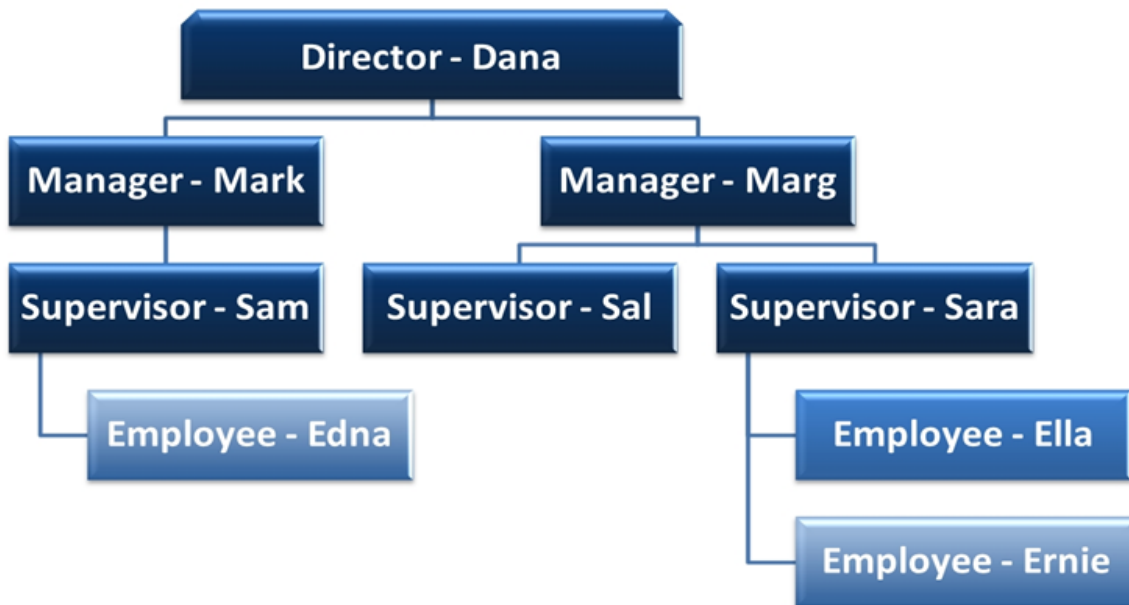 Director - Dana
Manager - Mark
Manager - Marg
Supervisor - Sam
Supervisor - Sal
Supervisor - Sara
Employee - Edna
Employee - Ella
Employee - Ernie